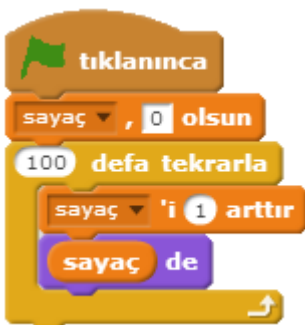 tıklanınca
sayaç , 0 olsun
100 defa tekrarla
sayaç 'i 1 arttır
sayaç de